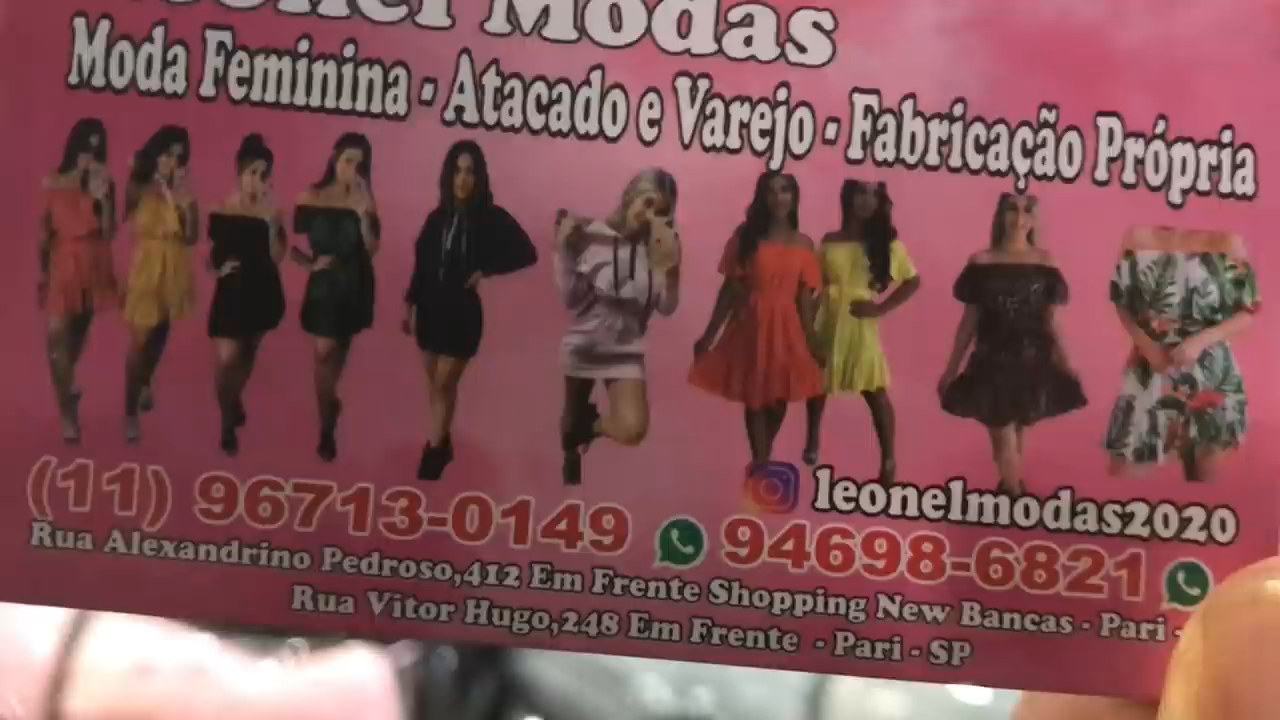 Modas
Moda Feminina - Atacado e Varejo - Fabricação Própria
leonelmodas2020
(11) 96713-0149 94698-6821
Rua Alexandrino Pedroso,412 Em Frente Shopping New Bancas - Pari -
Rua Vitor Hugo,248 Em Frente - Pari - SP